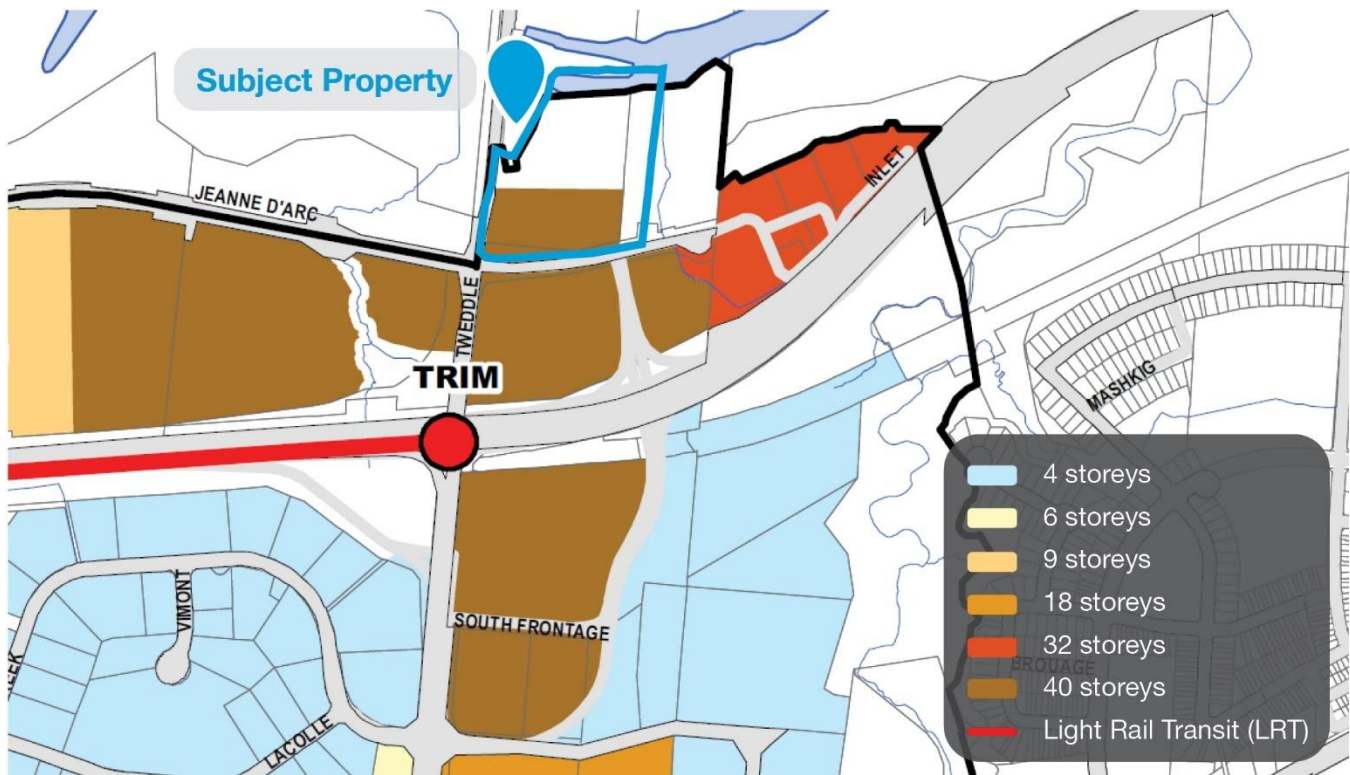 Subject Property
JEANNE D'ARC
INLET
TWEDDLE
TRIM
MASHKIG
VIMONT
SOUTH FRONTAGE
LACOLLE
BROUAGE
4 storeys
6 storeys
9 storeys
18 storeys
32 storeys
40 storeys
Light Rail Transit (LRT)